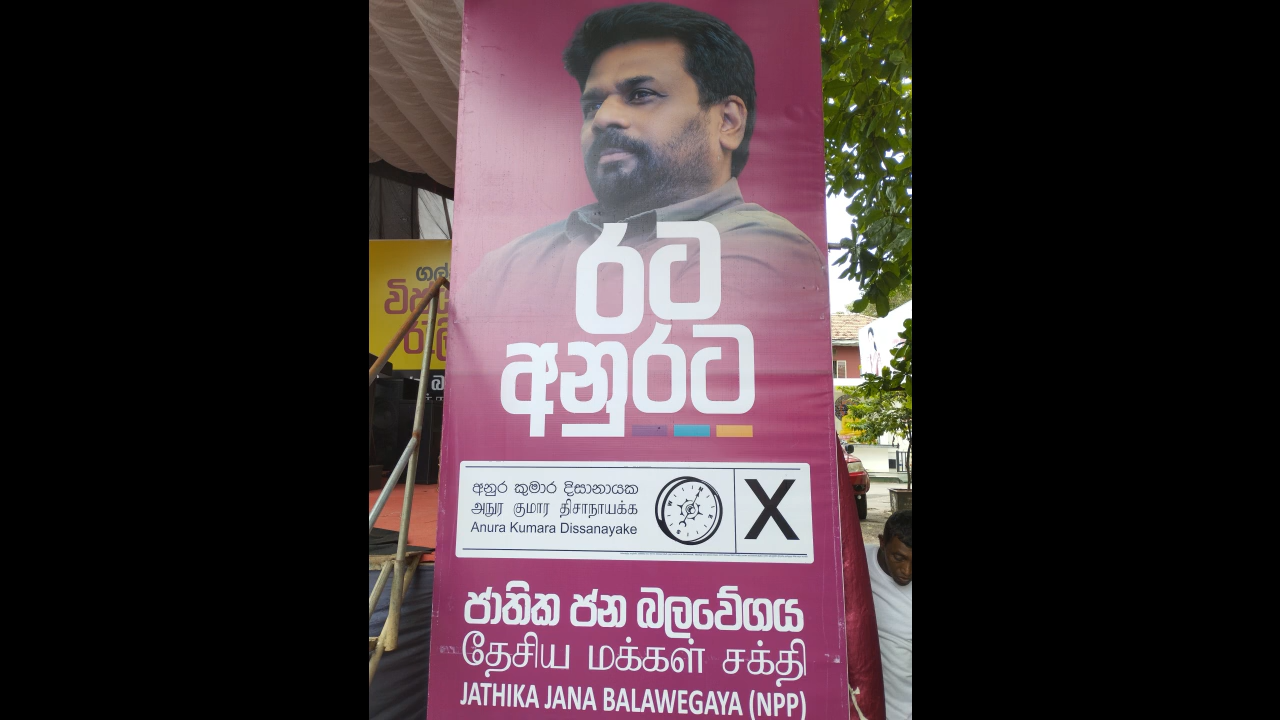 රට
අනුරට
අනුර කුමාර දිසානායක
அநுர குமார திசாநாயக்க
Anura Kumara Dissanayake
X
ජාතික ජන බලවේගය
தேசிய மக்கள் சக்தி
JATHIKA JANA BALAWEGAYA (NPP)